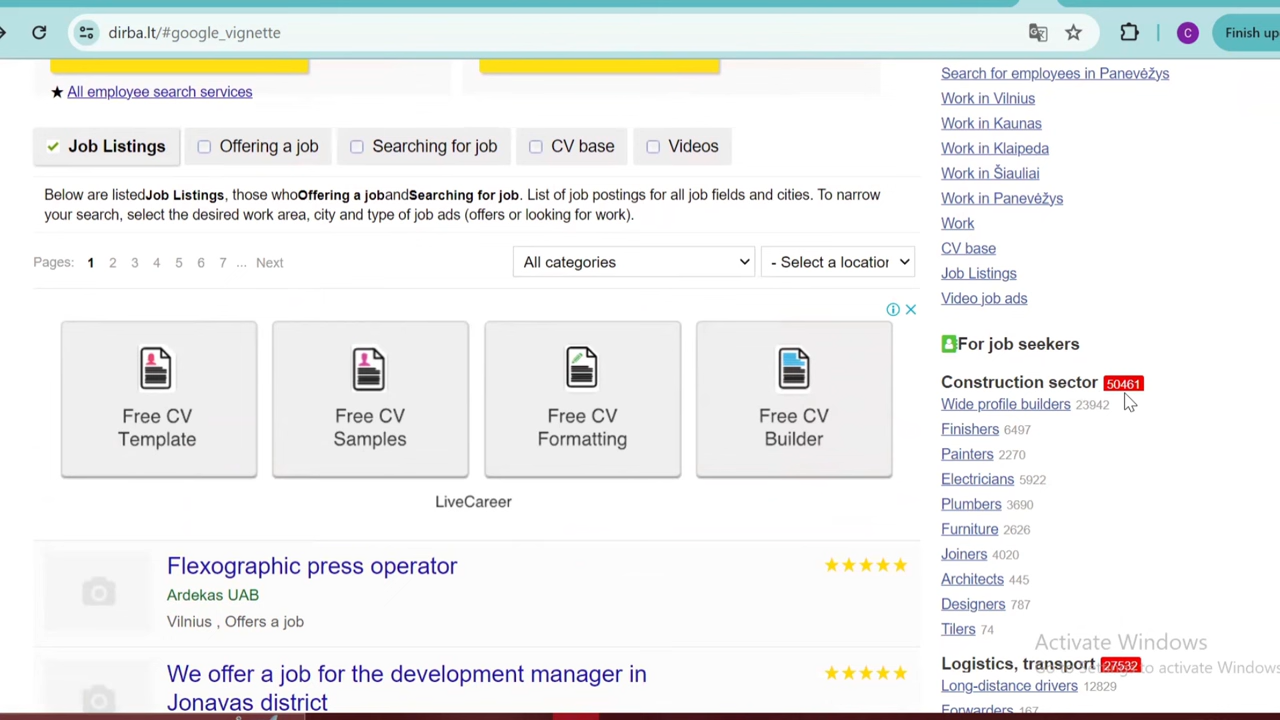 dirba.lt/#google_vignette
C
Finish up
★ All employee search services
Job Listings
Offering a job
Searching for job
CV base
Videos
Below are listedJob Listings, those whoOffering a jobandSearching for job. List of job postings for all job fields and cities. To narrow
your search, select the desired work area, city and type of job ads (offers or looking for work).
Pages: 1 2 3 4 5 6 7 ... Next
All categories
- Select a location
Free CV
Template
Free CV
Samples
Free CV
Formatting
Free CV
Builder
LiveCareer
Flexographic press operator
Ardekas UAB
Vilnius , Offers a job
We offer a job for the development manager in
Jonavas district
Search for employees in Panevėžys
Work in Vilnius
Work in Kaunas
Work in Klaipeda
Work in Šiauliai
Work in Panevėžys
Work
CV base
Job Listings
Video job ads
For job seekers
Construction sector 50461
Wide profile builders 23942
Finishers 6497
Painters 2270
Electricians 5922
Plumbers 3690
Furniture 2626
Joiners 4020
Architects 445
Designers 787
Tilers 74
Activate Windows
Logistics, transport 27532
to activate Windows
Long-distance drivers 12829
Forwarders 167